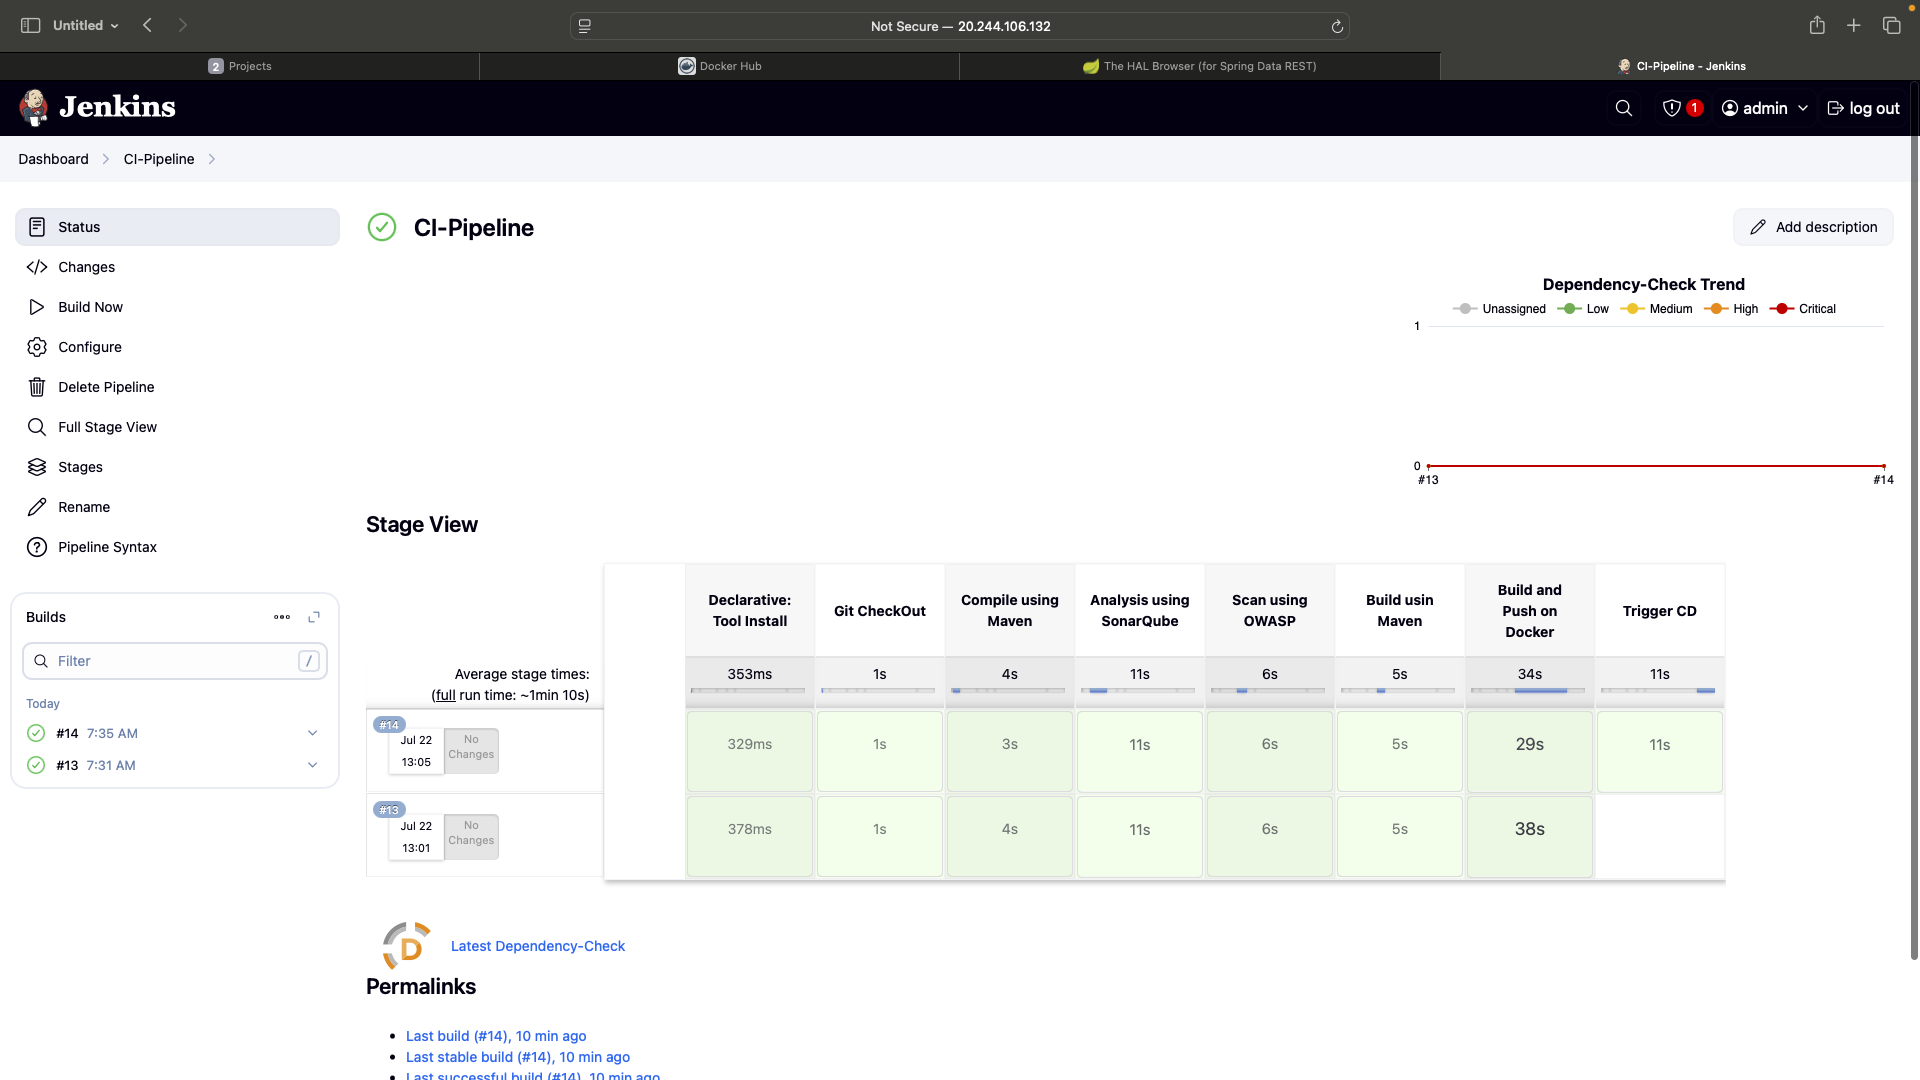 Untitled
Not Secure — 20.244.106.132
2 Projects
Docker Hub
The HAL Browser (for Spring Data REST)
CI-Pipeline - Jenkins
Jenkins
1
admin
log out
Dashboard
CI-Pipeline
Status
Changes
Build Now
Configure
Delete Pipeline
Full Stage View
Stages
Rename
Pipeline Syntax
Builds
Filter
/
Today
#14 7:35 AM
#13 7:31 AM
CI-Pipeline
Add description
Dependency-Check Trend
Unassigned Low Medium High Critical
1
0
#13 #14
Stage View
Declarative: Tool Install
Git CheckOut
Compile using Maven
Analysis using SonarQube
Scan using OWASP
Build usin Maven
Build and Push on Docker
Trigger CD
Average stage times:
(full run time: ~1min 10s)
353ms 1s 4s 11s 6s 5s 34s 11s
#14
Jul 22
13:05
No Changes
329ms 1s 3s 11s 6s 5s 29s 11s
#13
Jul 22
13:01
No Changes
378ms 1s 4s 11s 6s 5s 38s
D
Latest Dependency-Check
Permalinks
Last build (#14), 10 min ago
Last stable build (#14), 10 min ago
Last successful build (#14), 10 min ago